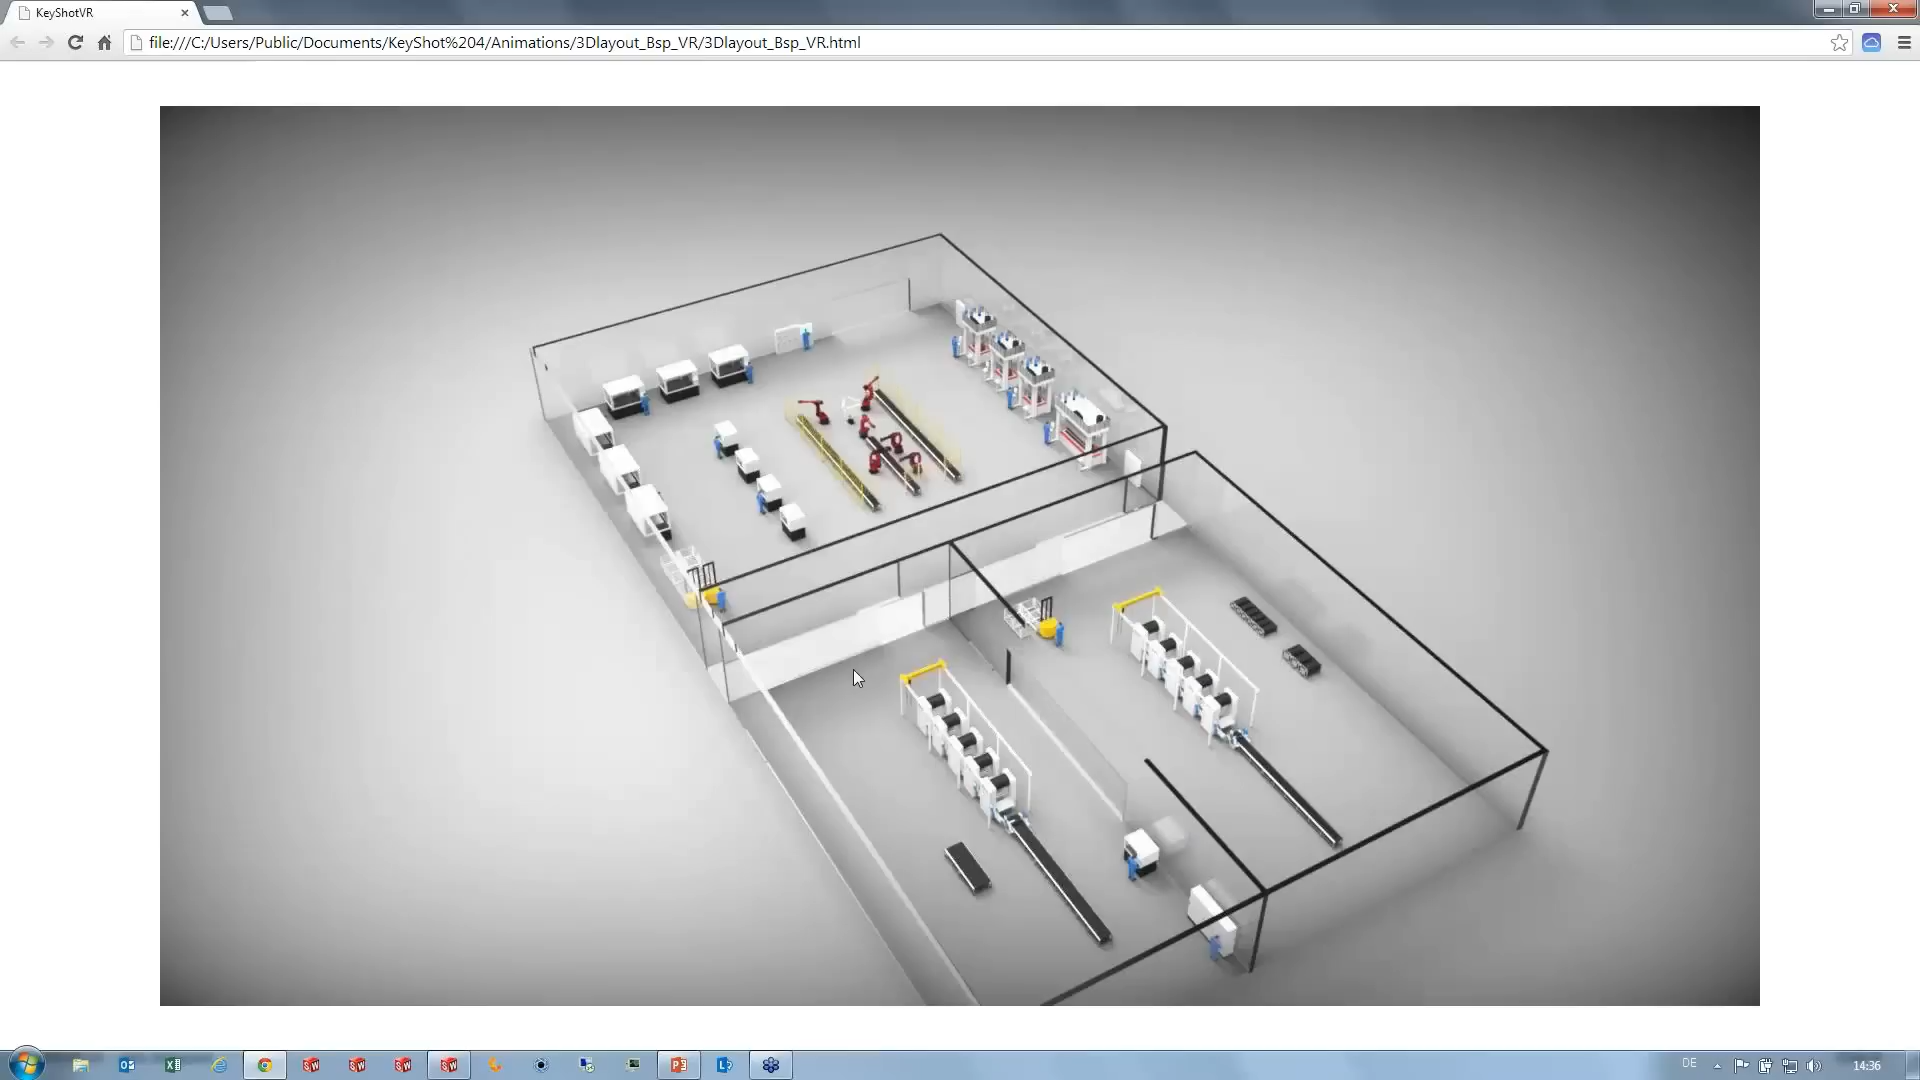 KeyShotVR
file:///C:/Users/Public/Documents/KeyShot%204/Animations/3Dlayout_Bsp_VR/3Dlayout_Bsp_VR.html
DE
14:36